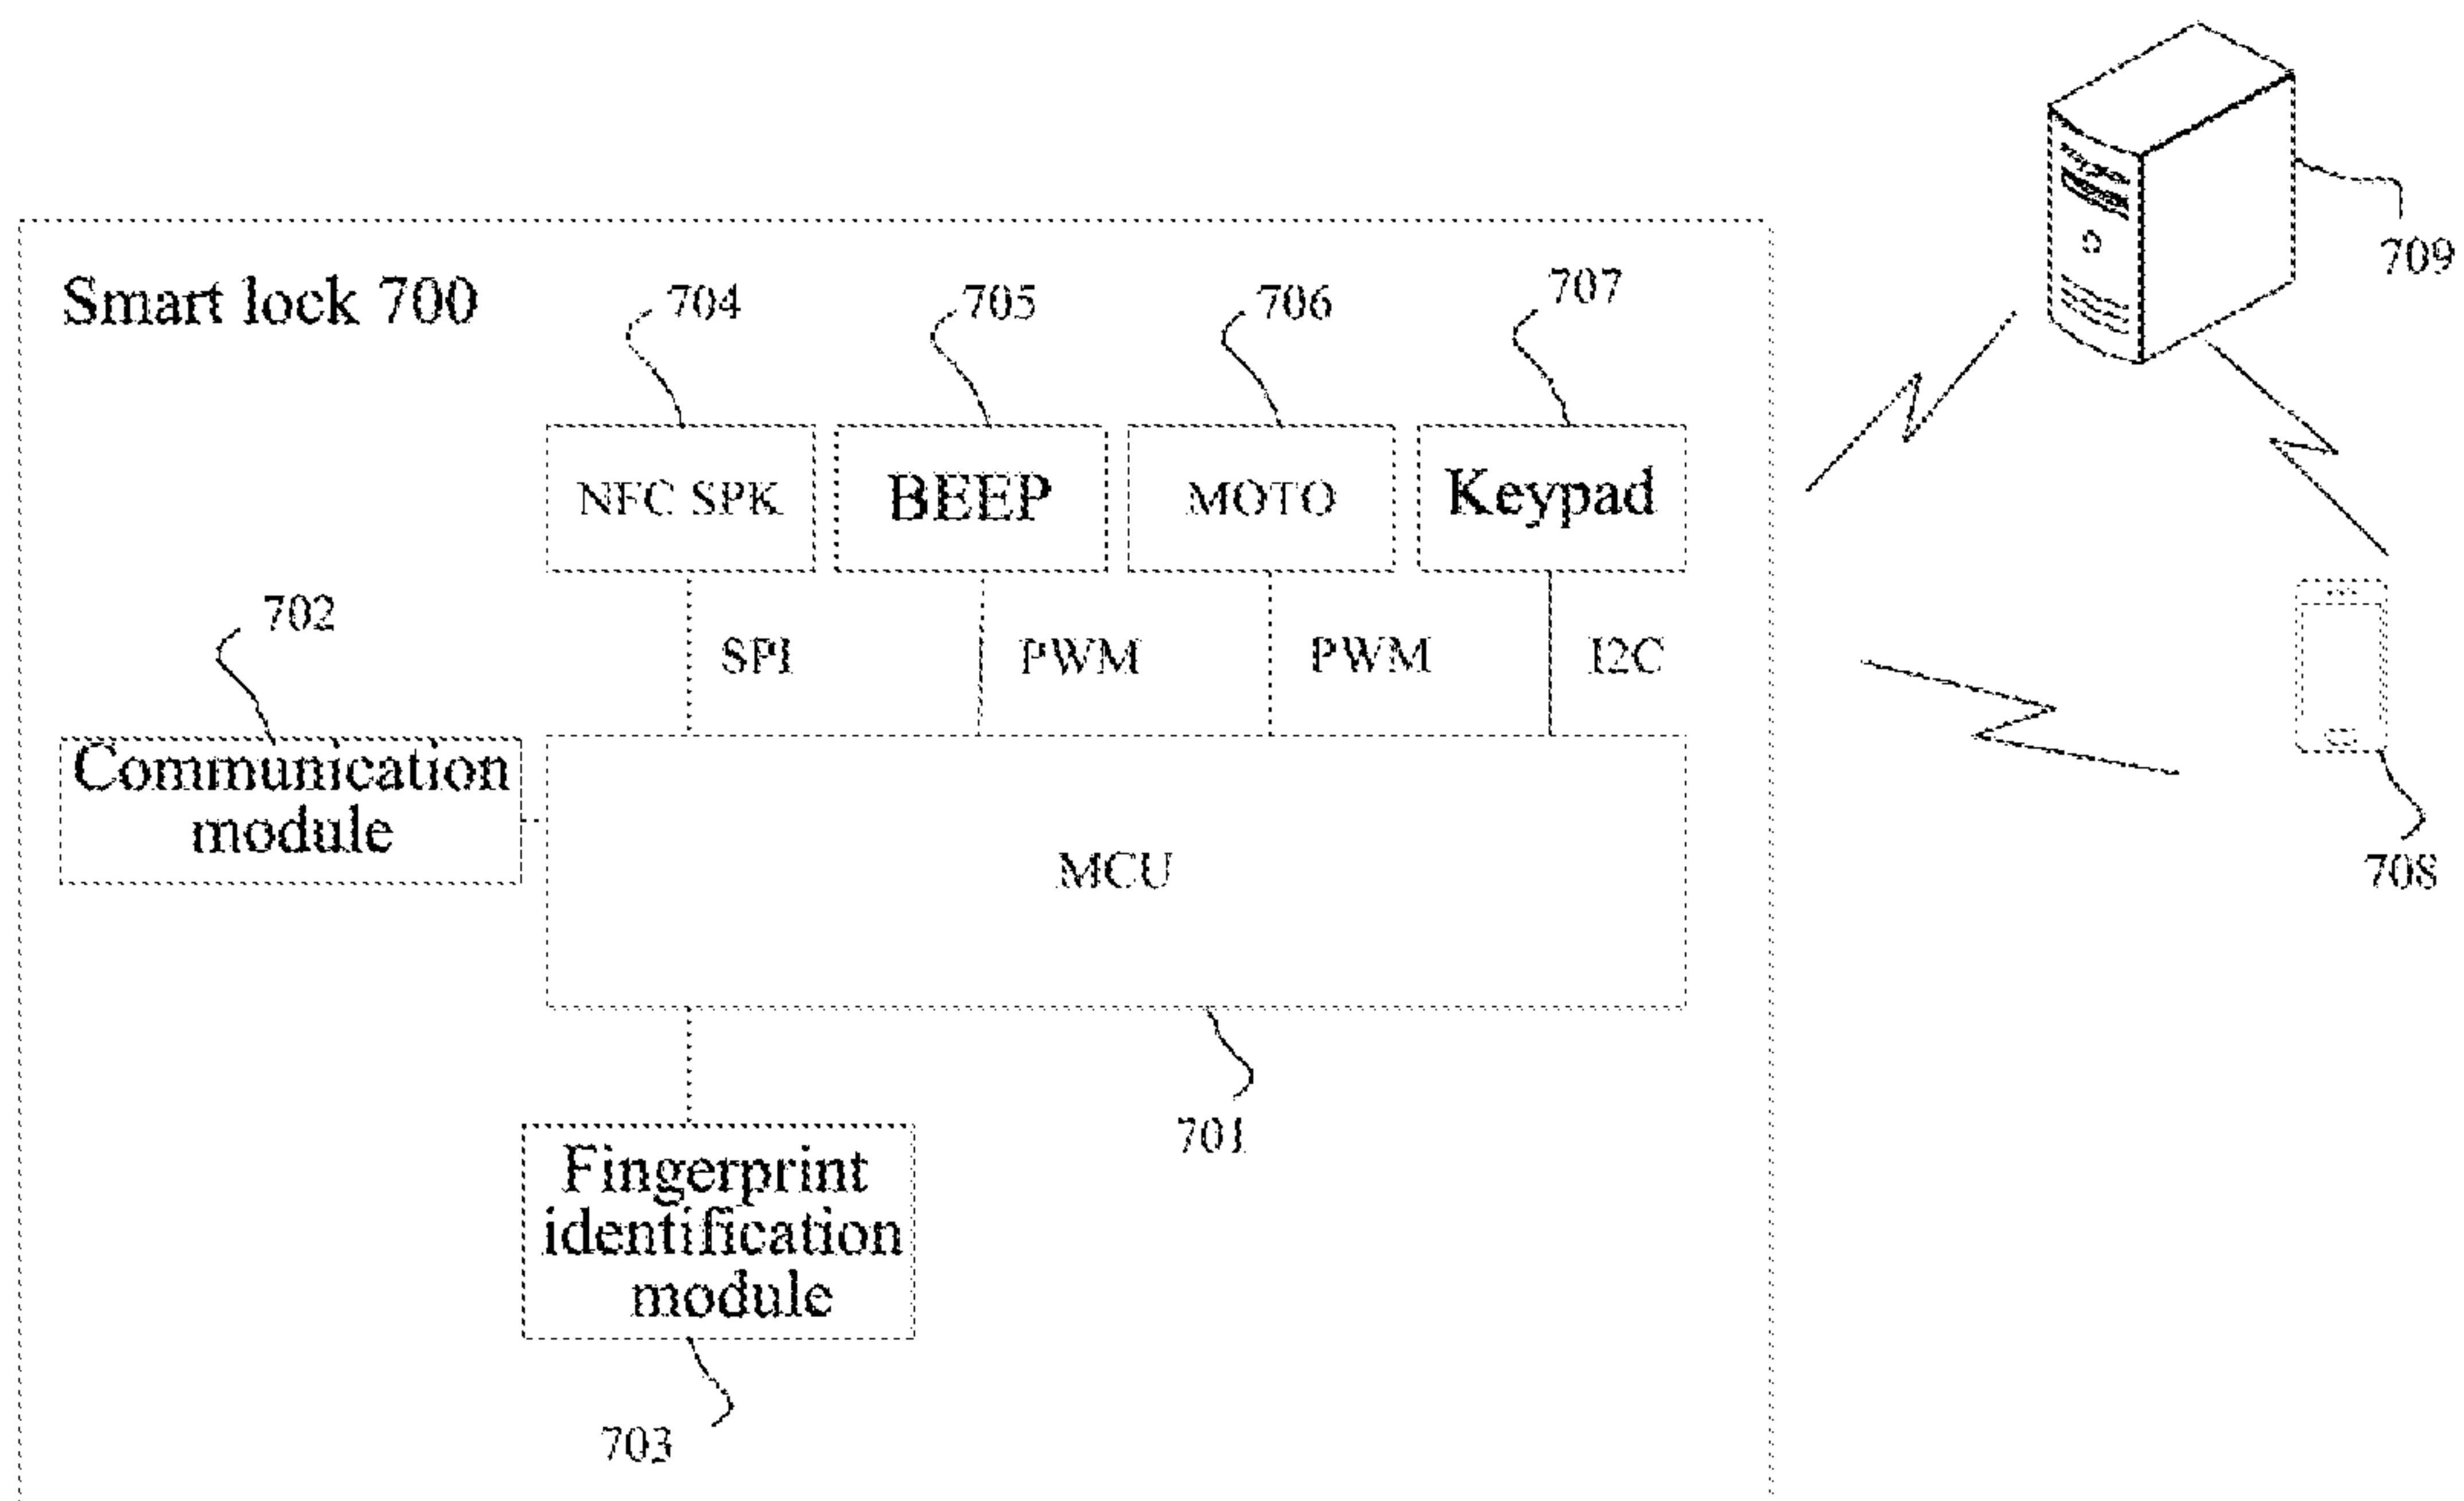 709
Smart lock 700
704
705
706
707
NFC SPK
BEEP
MOTO
Keypad
702
SPI
PWM
PWM
I2C
Communication
module
MCU
708
701
Fingerprint
identification
module
703